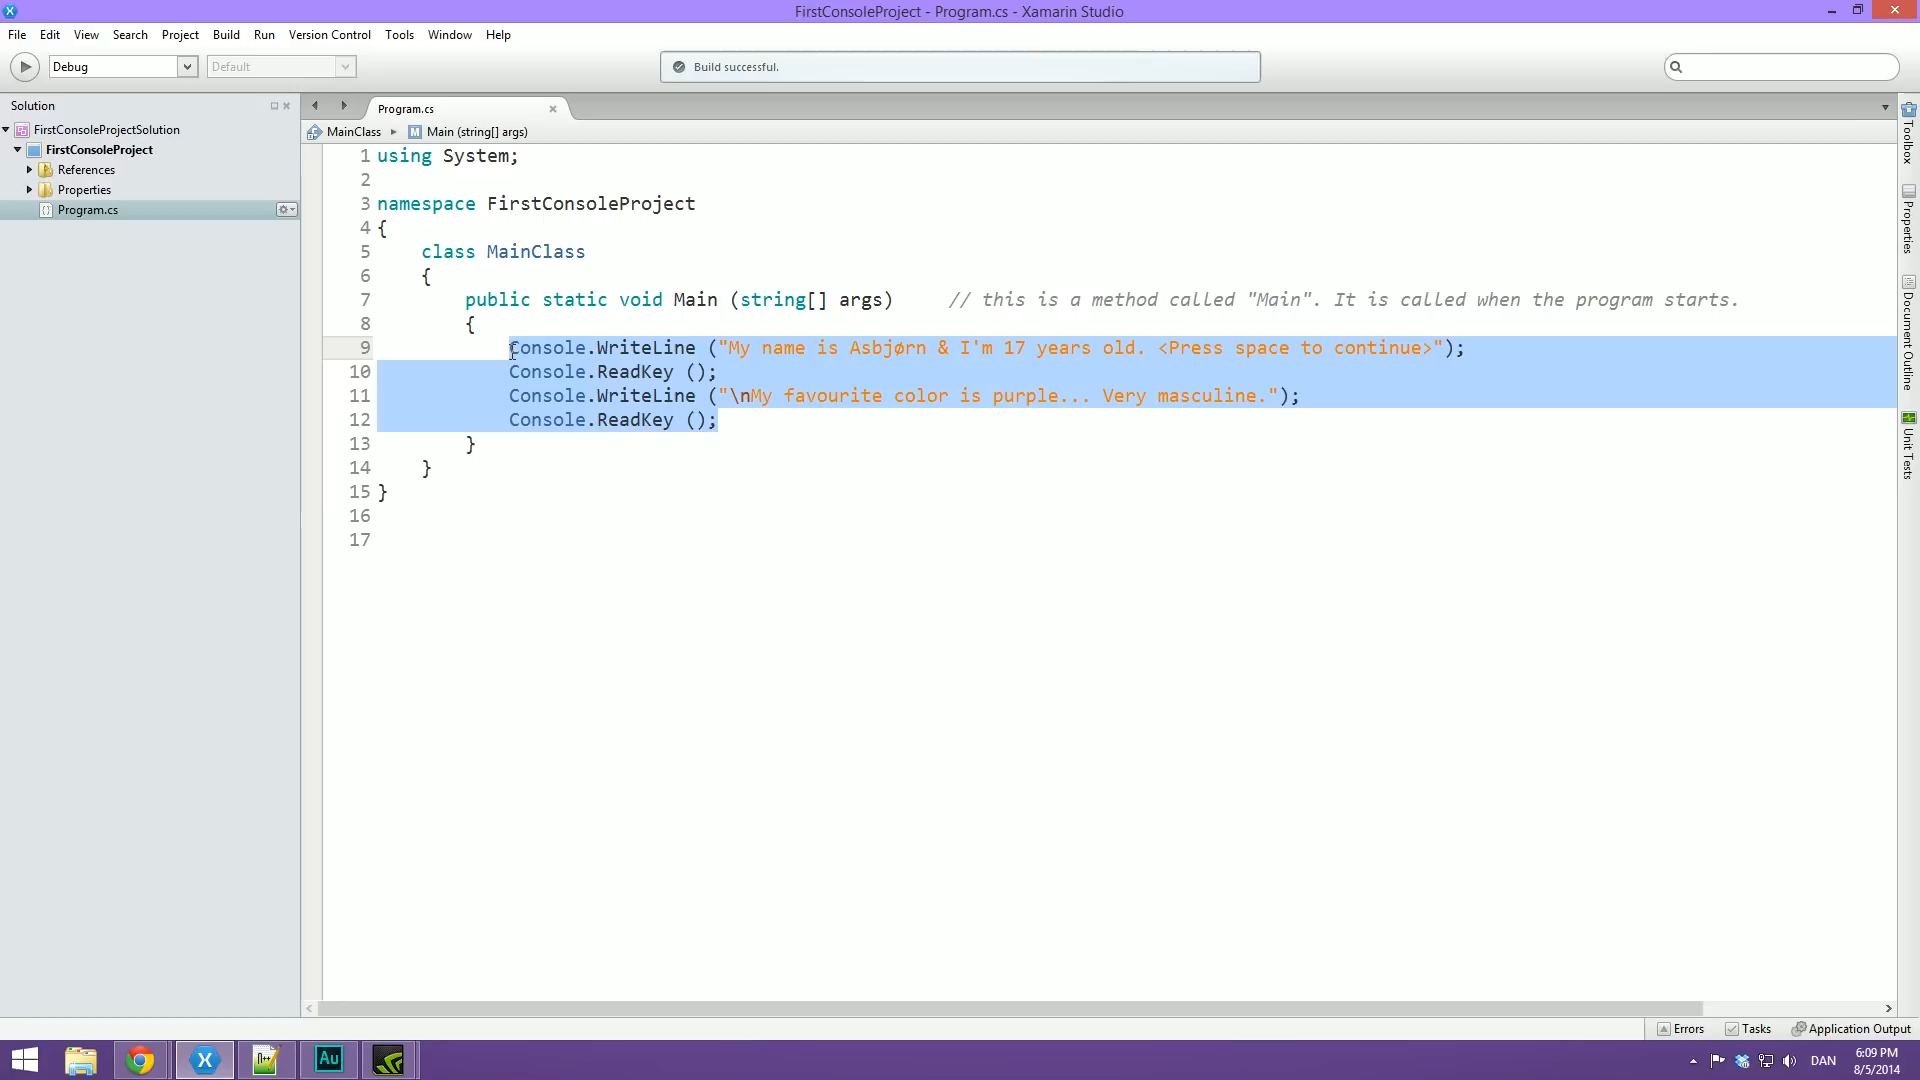 FirstConsoleProject - Program.cs - Xamarin Studio
File Edit View Search Project Build Run Version Control Tools Window Help
Debug Default Build successful.
Solution
Program.cs
FirstConsoleProjectSolution
FirstConsoleProject
References
Properties
Program.cs
MainClass Main (string[] args)
1 using System;
2
3 namespace FirstConsoleProject
4 {
5 class MainClass
6 {
7 public static void Main (string[] args) // this is a method called "Main". It is called when the program starts.
8 {
9 Console.WriteLine ("My name is Asbjørn & I'm 17 years old. <Press space to continue>");
10 Console.ReadKey ();
11 Console.WriteLine ("\nMy favourite color is purple... Very masculine.");
12 Console.ReadKey ();
13 }
14 }
15 }
16
17
Toolbox
Properties
Document Outline
Unit Tests
Errors Tasks Application Output
Au
DAN
6:09 PM
8/5/2014